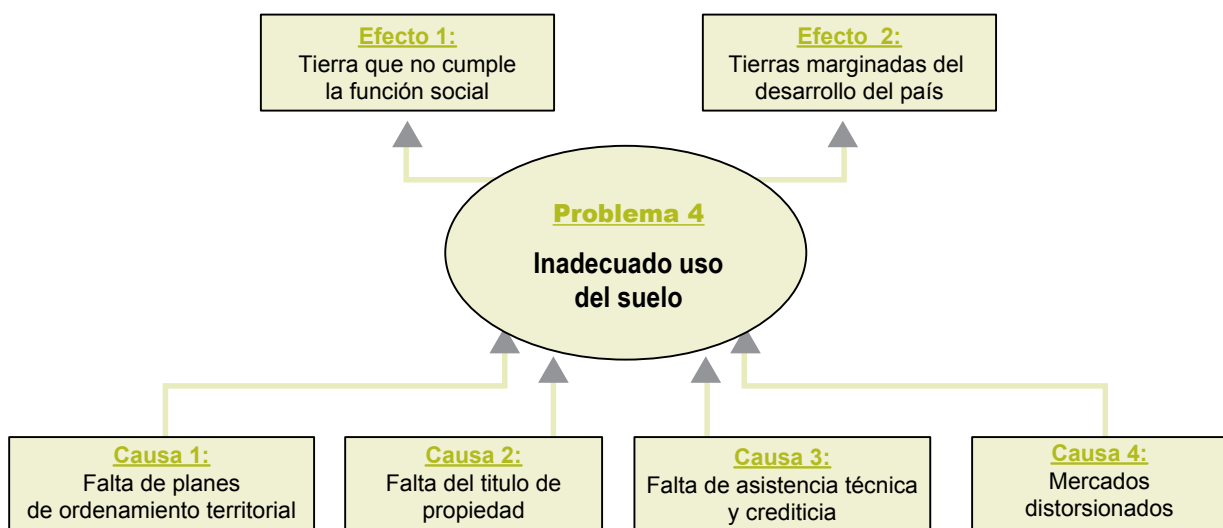 Efecto 1:
Tierra que no cumple
la función social
Efecto 2:
Tierras marginadas del
desarrollo del país
Problema 4
Inadecuado uso
del suelo
Causa 1:
Falta de planes
de ordenamiento territorial
Causa 2:
Falta del titulo de
propiedad
Causa 3:
Falta de asistencia técnica
y crediticia
Causa 4:
Mercados
distorsionados